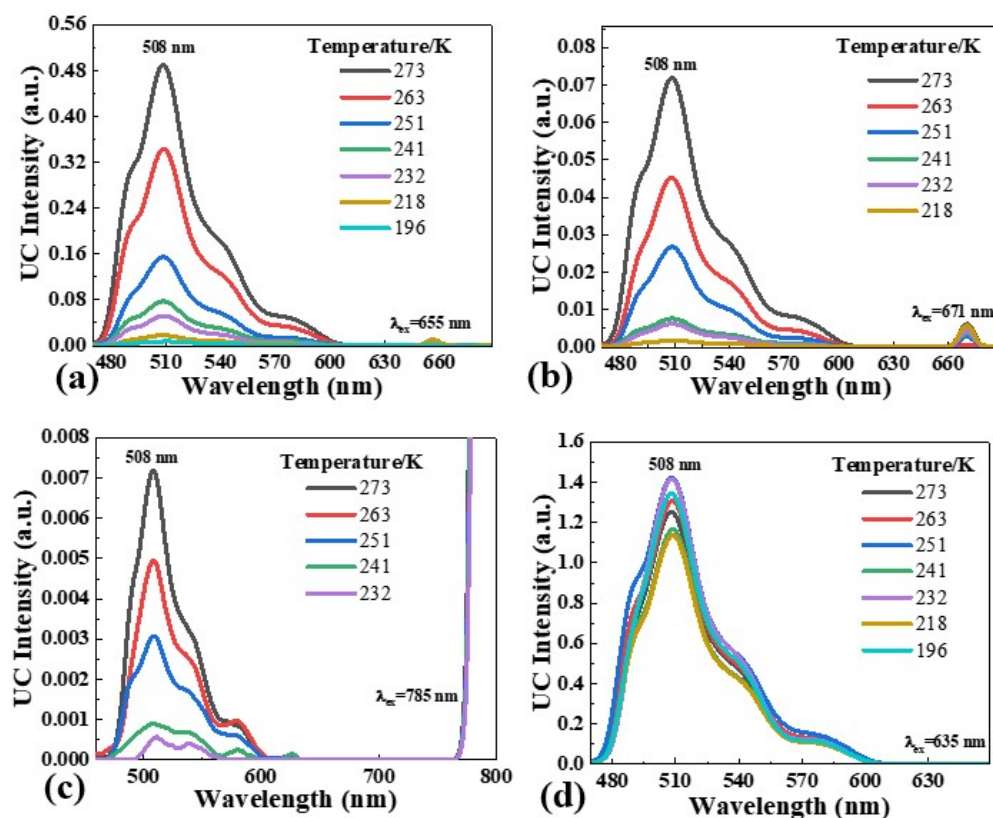 0.56
0.48
0.40
0.32
0.24
0.16
0.08
0.00
UC Intensity (a.u.)
508 nm
Temperature/K
273
263
251
241
232
218
196
λex=655 nm
480 510 540 570 600 630 660
Wavelength (nm)
(a)
0.08
0.07
0.06
0.05
0.04
0.03
0.02
0.01
0.00
UC Intensity (a.u.)
508 nm
Temperature/K
273
263
251
241
232
218
λex=671 nm
480 510 540 570 600 630 660
Wavelength (nm)
(b)
0.008
0.007
0.006
0.005
0.004
0.003
0.002
0.001
0.000
UC Intensity (a.u.)
508 nm
Temperature/K
273
263
251
241
232
λex=785 nm
500 600 700 800
Wavelength (nm)
(c)
1.6
1.4
1.2
1.0
0.8
0.6
0.4
0.2
0.0
UC Intensity (a.u.)
508 nm
Temperature/K
273
263
251
241
232
218
196
λex=635 nm
480 510 540 570 600 630
Wavelength (nm)
(d)